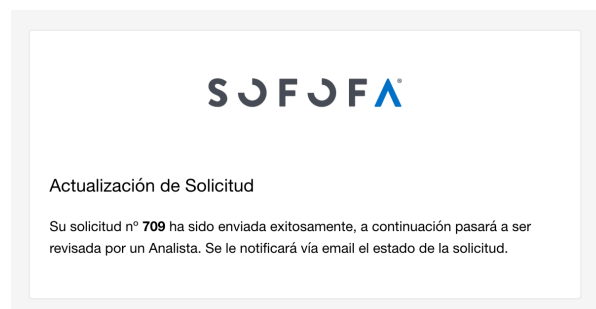 SOFOFA®
Actualización de Solicitud
Su solicitud nº 709 ha sido enviada exitosamente, a continuación pasará a ser
revisada por un Analista. Se le notificará vía email el estado de la solicitud.